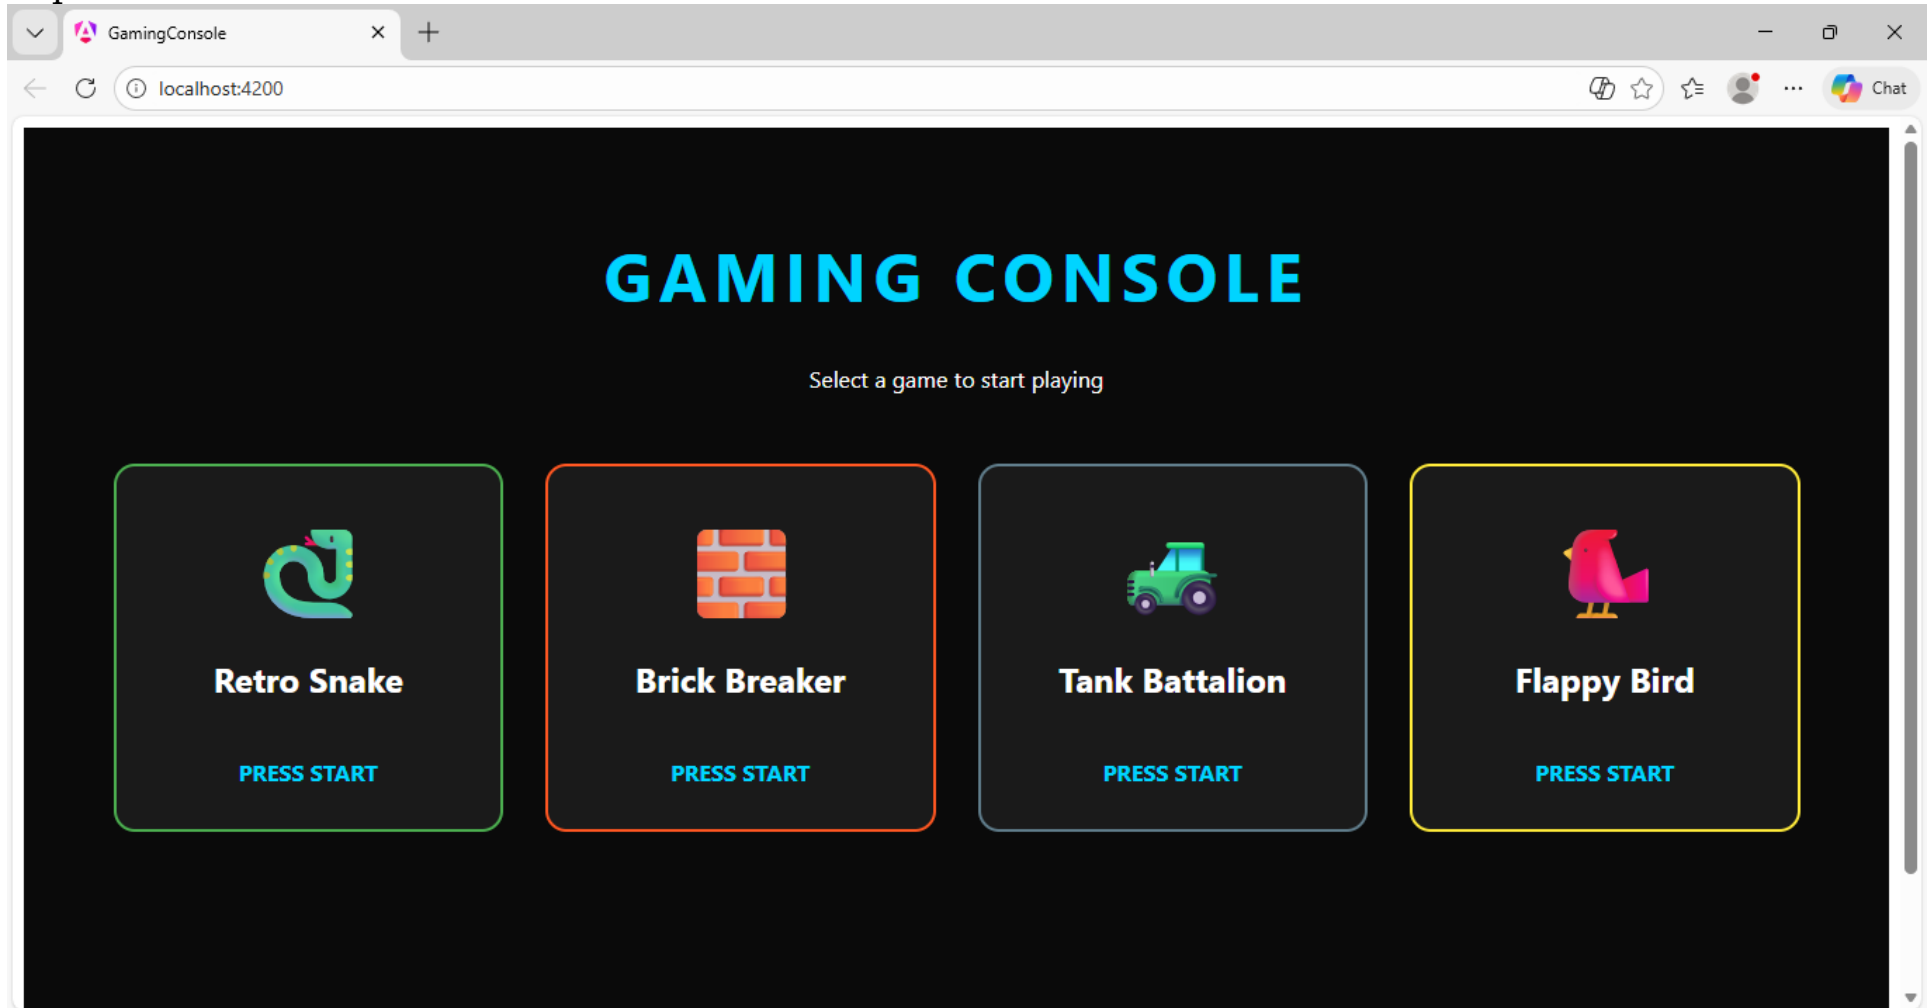 GamingConsole
localhost:4200
Chat
GAMING CONSOLE
Select a game to start playing
Retro Snake
Brick Breaker
Tank Battalion
Flappy Bird
PRESS START
PRESS START
PRESS START
PRESS START